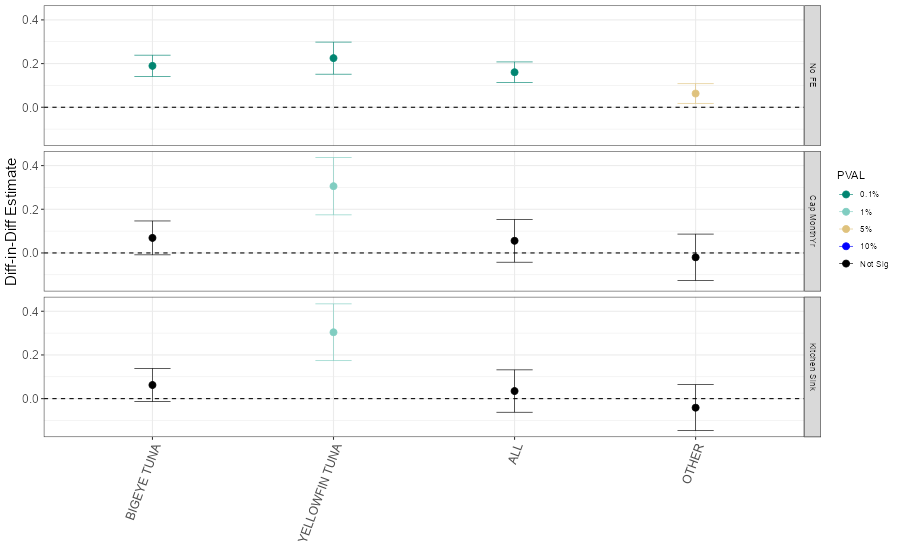 Diff-in-Diff Estimate
0.4
0.2
0.0
No FE
0.4
0.2
0.0
Cap MonthYr
0.4
0.2
0.0
Kitchen Sink
BIGEYE TUNA
YELLOWFIN TUNA
ALL
OTHER
PVAL
0.1%
1%
5%
10%
Not Sig